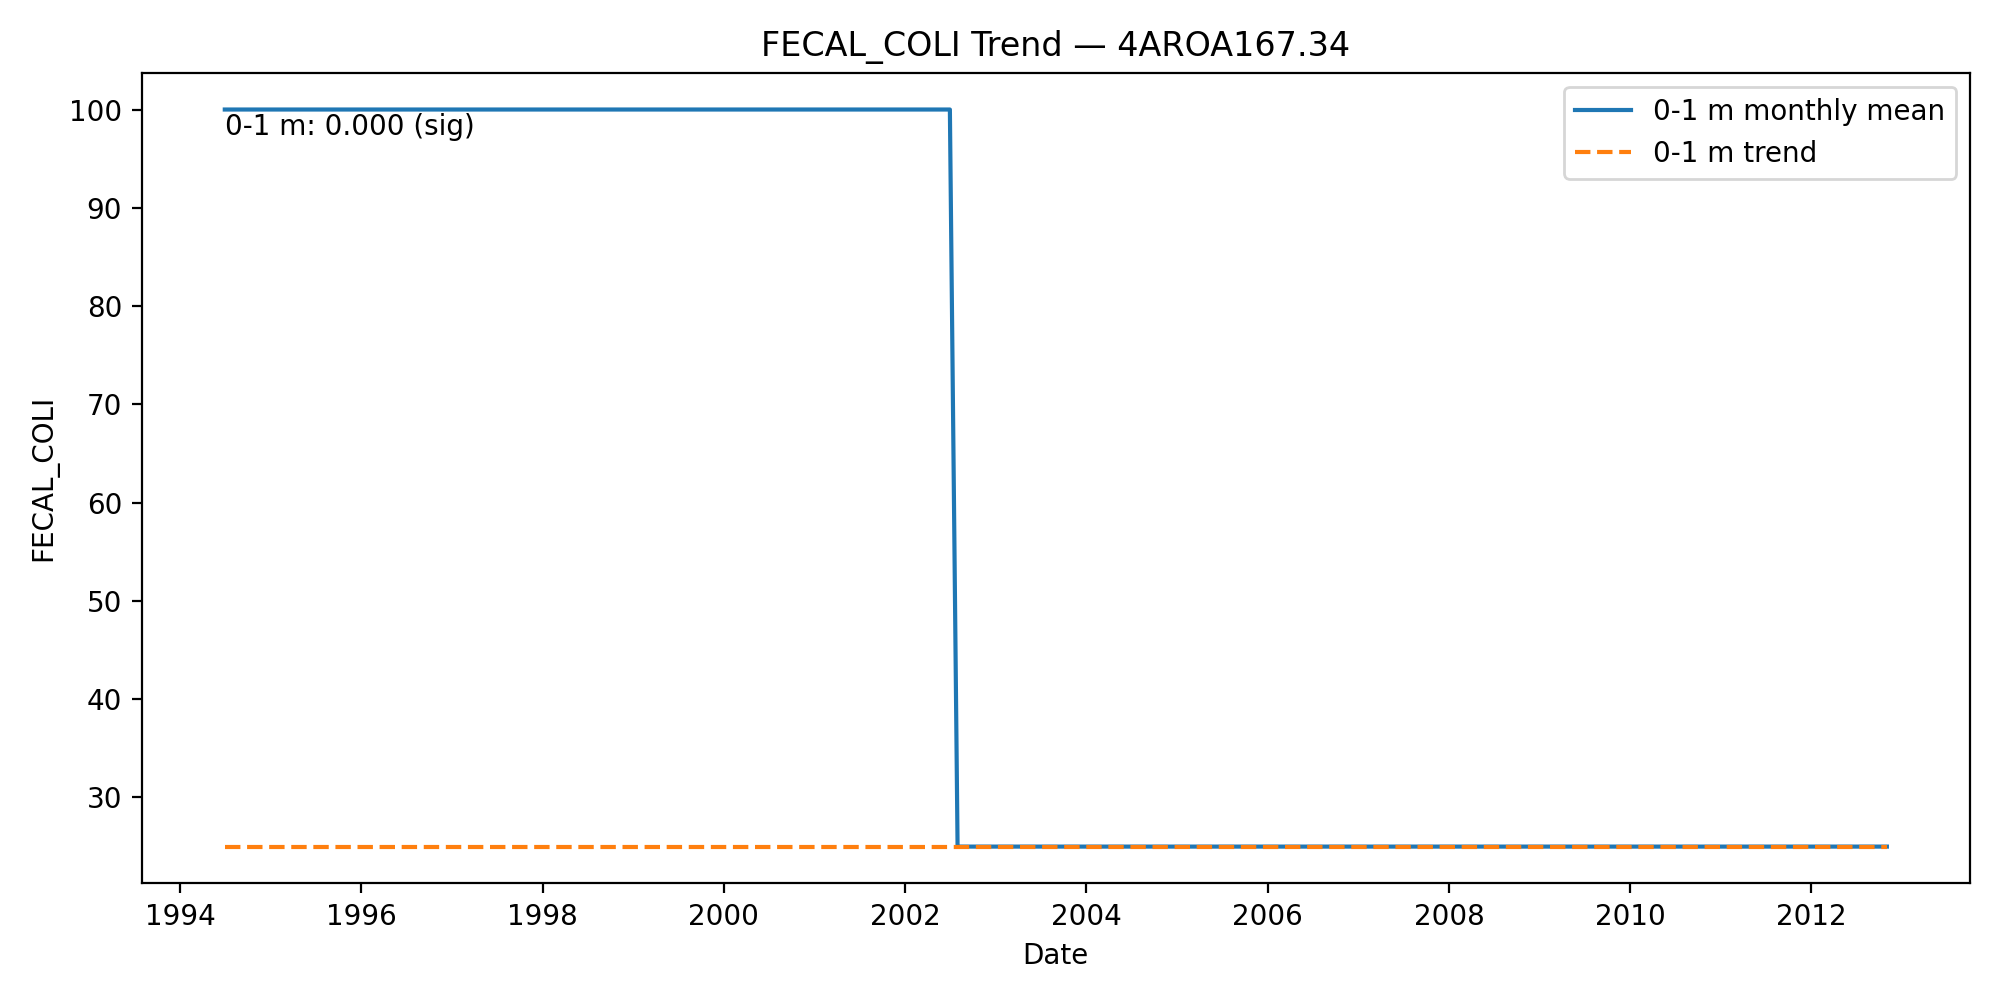 FECAL_COLI Trend — 4AROA167.34
0-1 m: 0.000 (sig)
0-1 m monthly mean
0-1 m trend
FECAL_COLI
100
90
80
70
60
50
40
30
1994 1996 1998 2000 2002 2004 2006 2008 2010 2012
Date